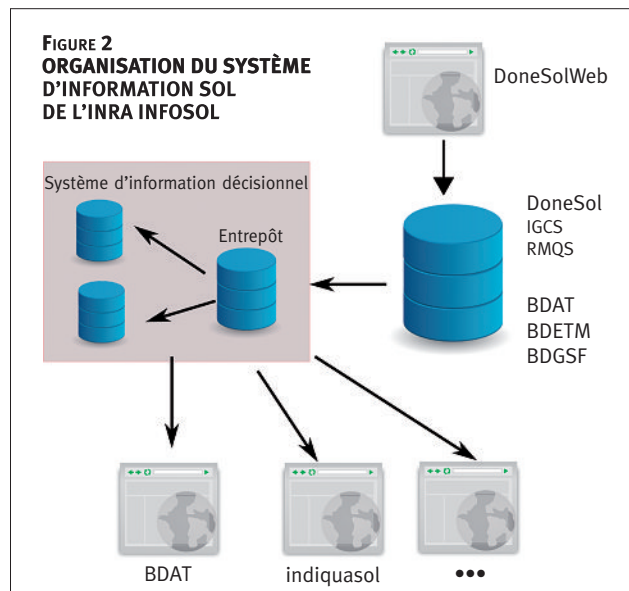 FIGURE 2
ORGANISATION DU SYSTÈME
D'INFORMATION SOL
DE L'INRA INFOSOL
DoneSolWeb
Système d'information décisionnel
Entrepôt
DoneSol
IGCS
RMQS
BDAT
BDETM
BDGSF
BDAT
indiquasol
•••